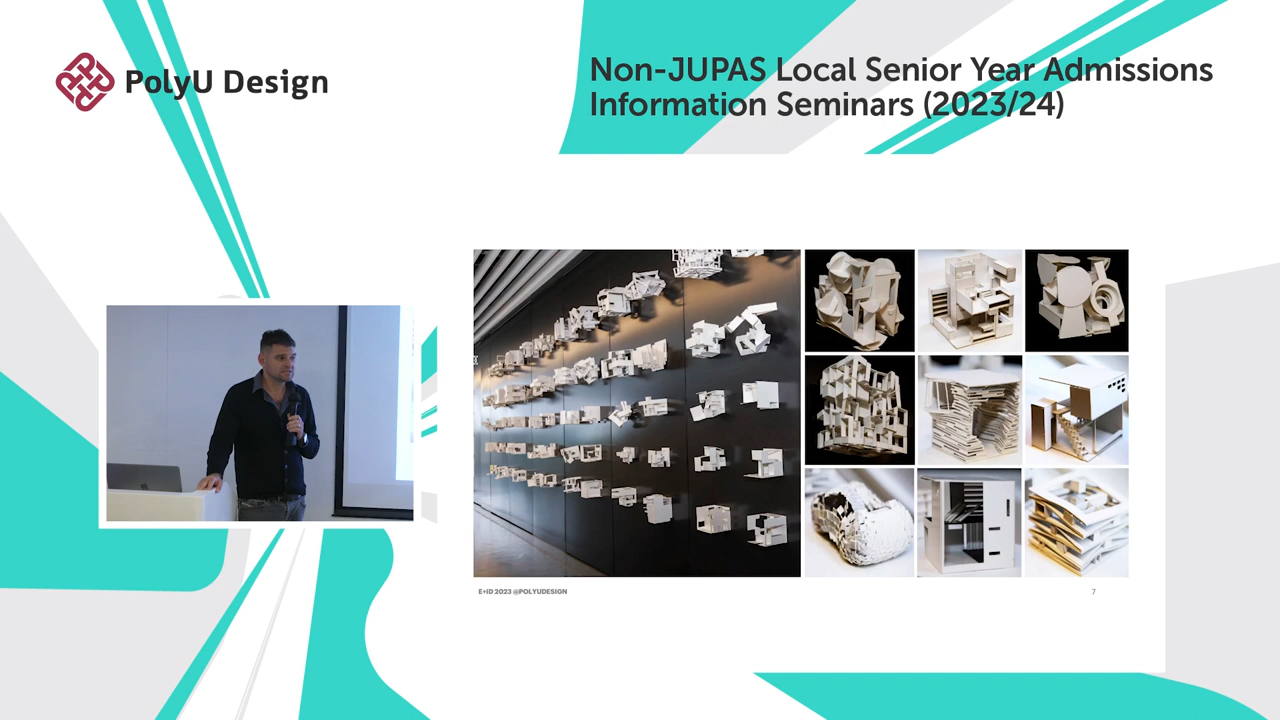 PolyU Design
Non-JUPAS Local Senior Year Admissions
Information Seminars (2023/24)
E+ID 2023 @POLYUDESIGN
7